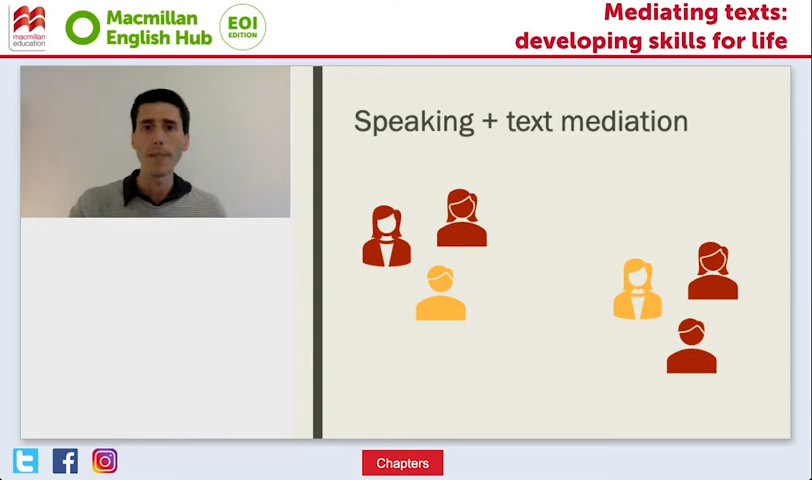 macmillan
education
Macmillan
English Hub
EOI
EDITION
Mediating texts:
developing skills for life
Speaking + text mediation
Chapters